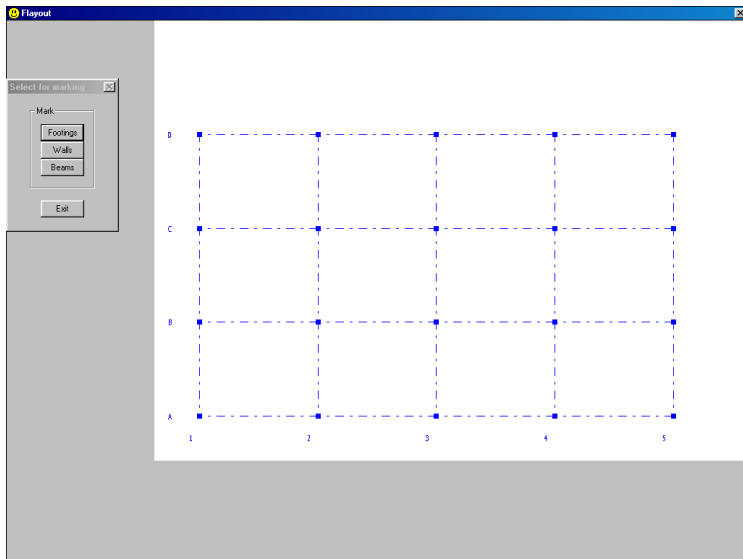 Flayout
Select for marking
Mark
Footings
Walls
Beams
Exit
D
C
B
A
1 2 3 4 5